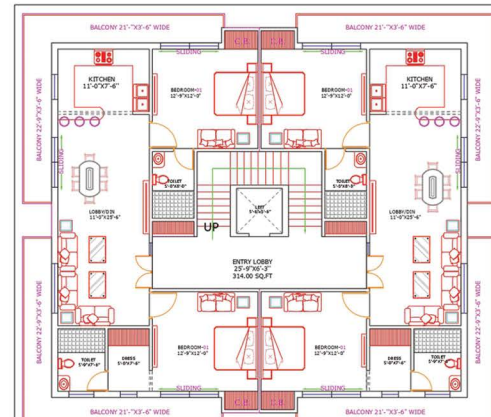 BALCONY 21'-"X3'-6" WIDE
BALCONY 21'-"X3'-6" WIDE
C.B.
C.B.
SLIDING
SLIDING
KITCHEN
11'-0"X7'-6"
KITCHEN
11'-0"X7'-6"
BALCONY 22'-9"X3'-6" WIDE
BALCONY 22'-9"X3'-6" WIDE
BEDROOM-01
12'-9"X12'-0"
BEDROOM-01
12'-9"X12'-0"
SLIDING
SLIDING
TOILET
5'-0"X8'-0"
TOILET
5'-0"X8'-0"
LIFT
LOBBY/DIN
11'-0"X25'-6"
LOBBY/DIN
11'-0"X25'-6"
UP
ENTRY LOBBY
25'-9"X6'-3"
314.00 SQ.FT
BALCONY 22'-9"X3'-6" WIDE
BALCONY 22'-9"X3'-6" WIDE
BEDROOM-01
12'-9"X12'-0"
BEDROOM-01
12'-9"X12'-0"
TOILET
5'-0"X7'-6"
DRESS
5'-0"X7'-6"
DRESS
5'-0"X7'-6"
TOILET
5'-0"X7'-6"
SLIDING
SLIDING
C.B.
C.B.
BALCONY 21'-"X3'-6" WIDE
BALCONY 21'-"X3'-6" WIDE